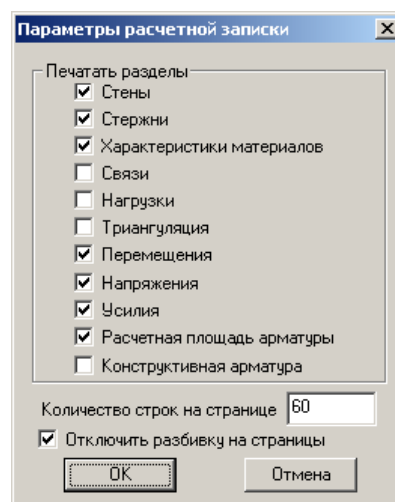 Параметры расчетной записки
Печатать разделы
Стены
Стержни
Характеристики материалов
Связи
Нагрузки
Триангуляция
Перемещения
Напряжения
Усилия
Расчетная площадь арматуры
Конструктивная арматура
Количество строк на странице 60
Отключить разбивку на страницы
OK Отмена